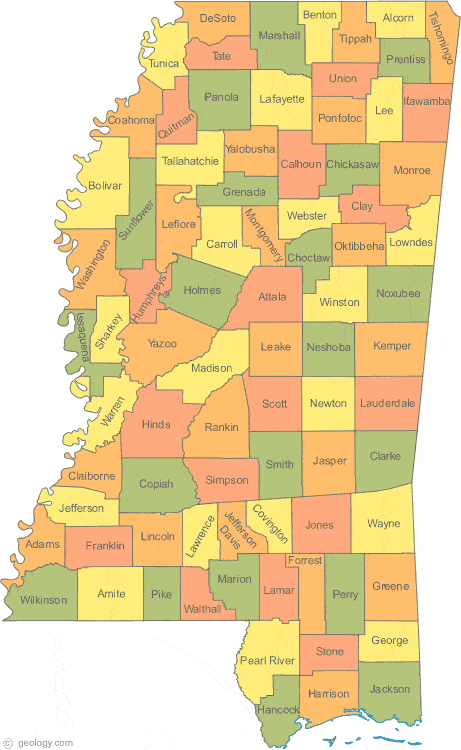 DeSoto
Benton
Alcorn
Tishomingo
Marshall
Tippah
Prentiss
Tunica
Tate
Union
Panola
Lafayette
Itawamba
Lee
Coahoma
Quitman
Pontotoc
Yalobusha
Tallahatchie
Calhoun
Chickasaw
Monroe
Bolivar
Grenada
Sunflower
Clay
Leflore
Webster
Montgomery
Carroll
Oktibbeha
Lowndes
Washington
Choctaw
Humphreys
Holmes
Attala
Winston
Noxubee
Issaquena
Sharkey
Yazoo
Leake
Neshoba
Kemper
Madison
Warren
Scott
Newton
Lauderdale
Hinds
Rankin
Smith
Jasper
Clarke
Claiborne
Copiah
Simpson
Jefferson
Covington
Wayne
Lawrence
Jefferson
Davis
Jones
Adams
Franklin
Lincoln
Forrest
Wilkinson
Amite
Pike
Marion
Lamar
Perry
Greene
Walthall
George
Stone
Pearl River
Hancock
Harrison
Jackson
© geology.com